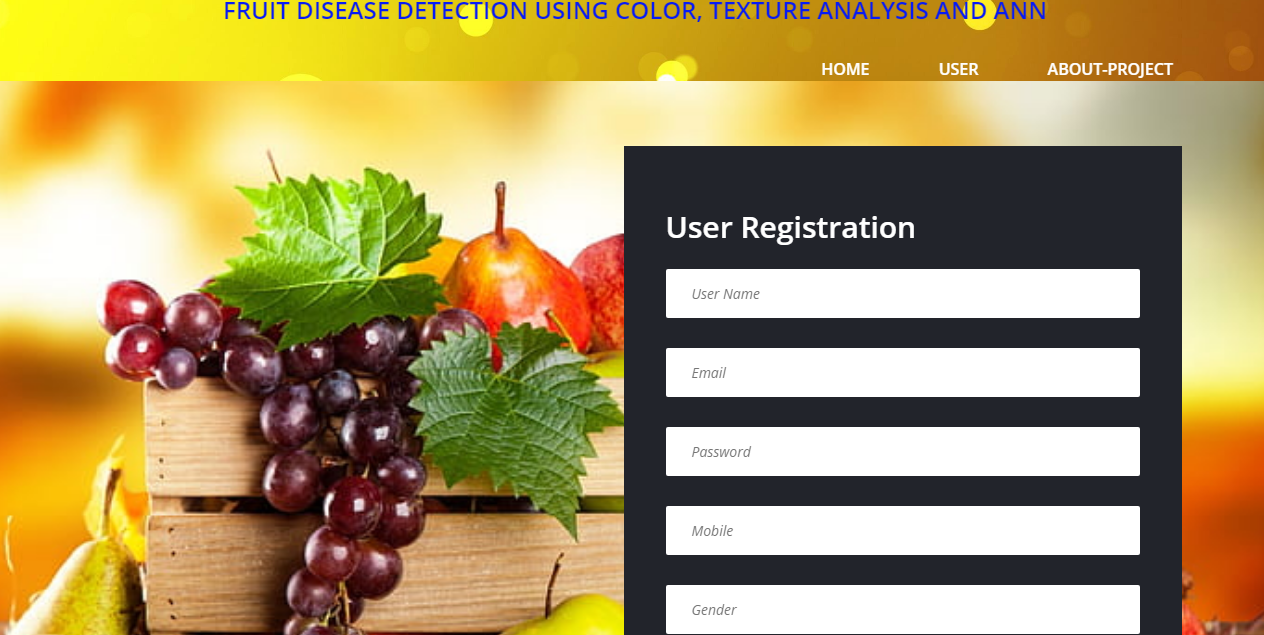 FRUIT DISEASE DETECTION USING COLOR, TEXTURE ANALYSIS AND ANN
HOME USER ABOUT-PROJECT
User Registration
User Name
Email
Password
Mobile
Gender